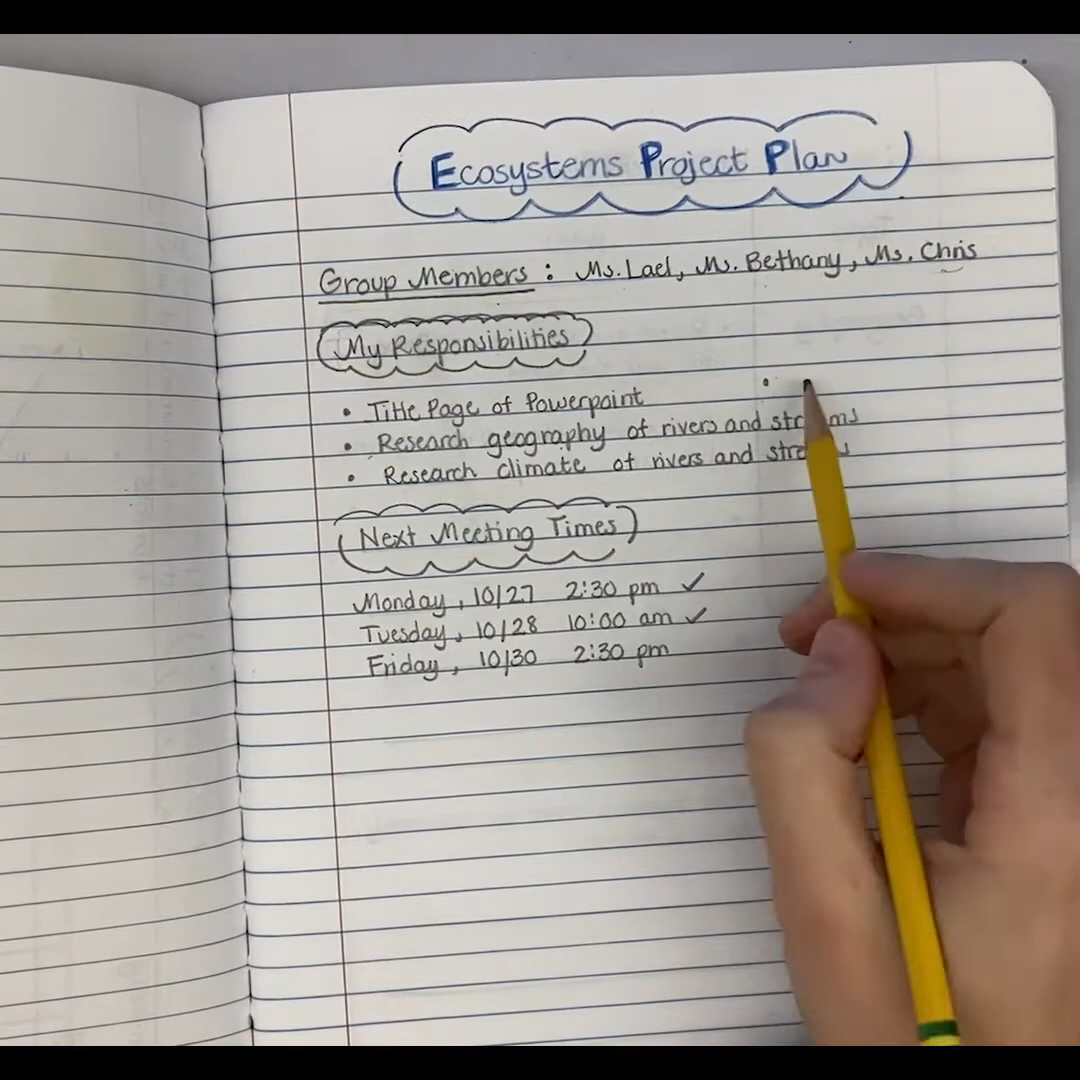 Ecosystems Project Plan
Group Members: Ms. Lael, Ms. Bethany, Ms. Chris
My Responsibilities
• Title Page of Powerpoint
•
• Research geography of rivers and streams
• Research climate of rivers and streams
Next Meeting Times
Monday, 10/27 2:30 pm ✓
Tuesday, 10/28 10:00 am ✓
Friday, 10/30 2:30 pm